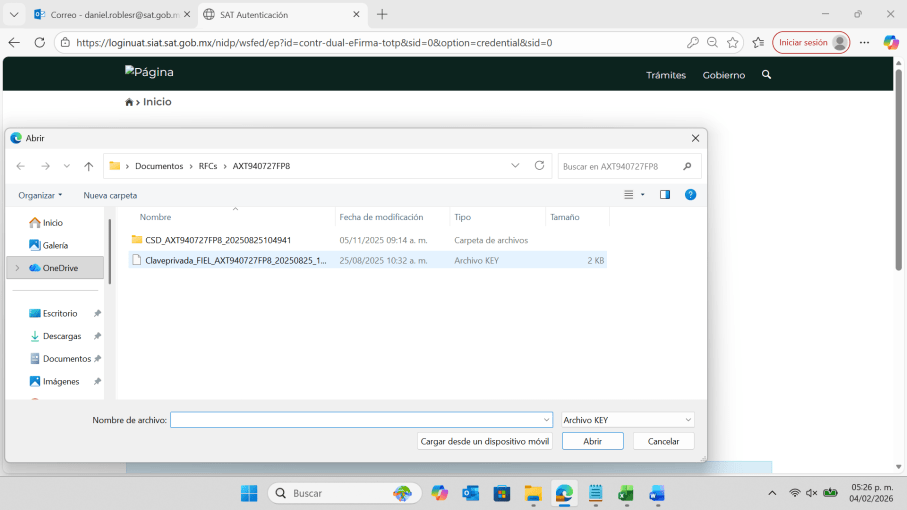 Correo - daniel.roblesr@sat.gob.m
SAT Autenticación
https://loginuat.siat.sat.gob.mx/nidp/wsfed/ep?id=contr-dual-eFirma-totp&sid=0&option=credential&sid=0
Iniciar sesión
Página
Trámites Gobierno
Inicio
Abrir
Documentos > RFCs > AXT940727FP8
Buscar en AXT940727FP8
Organizar Nueva carpeta
Nombre Fecha de modificación Tipo Tamaño
Inicio
CSD_AXT940727FP8_20250825104941 05/11/2025 09:14 a. m. Carpeta de archivos
Galería
Claveprivada_FIEL_AXT940727FP8_20250825_1... 25/08/2025 10:32 a. m. Archivo KEY 2 KB
OneDrive
Escritorio
Descargas
Documentos
Imágenes
Nombre de archivo: Archivo KEY
Cargar desde un dispositivo móvil Abrir Cancelar
Buscar
05:26 p. m.
04/02/2026